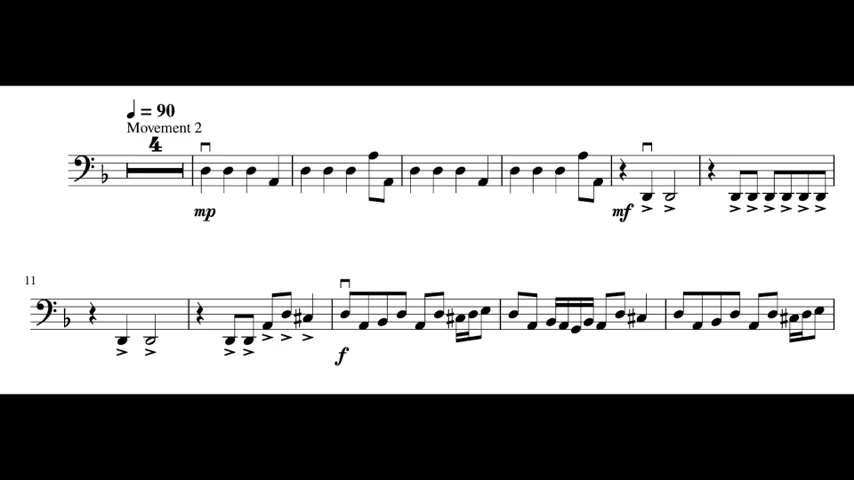 ♩ = 90
Movement 2
4
mp
mf
11
f